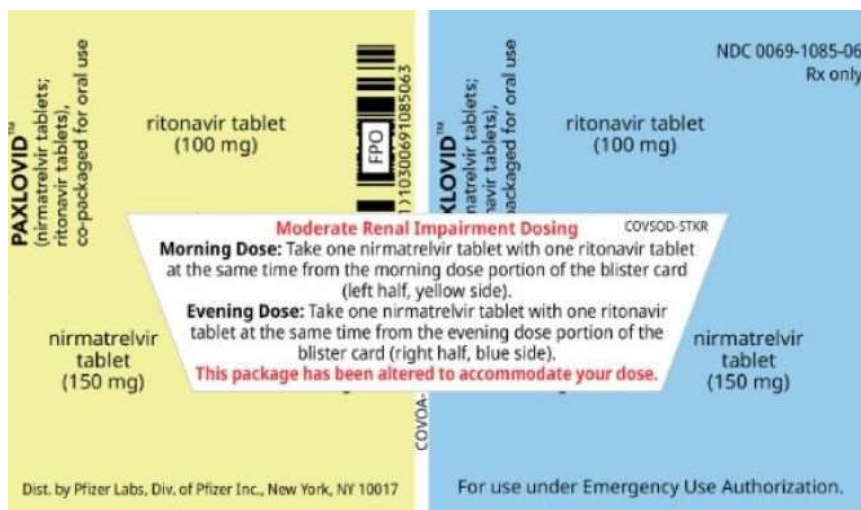 PAXLOVID™
(nirmatrelvir tablets;
ritonavir tablets),
co-packaged for oral use
ritonavir tablet
(100 mg)
FPO
1)10300691085063
nirmatrelvir
tablet
(150 mg)
Dist. by Pfizer Labs, Div. of Pfizer Inc., New York, NY 10017
Moderate Renal Impairment Dosing
COVSOD-STKR
Morning Dose: Take one nirmatrelvir tablet with one ritonavir tablet
at the same time from the morning dose portion of the blister card
(left half, yellow side).
Evening Dose: Take one nirmatrelvir tablet with one ritonavir
tablet at the same time from the evening dose portion of the
blister card (right half, blue side).
This package has been altered to accommodate your dose.
COVOA-
XLOVID™
matrelvir tablets;
navir tablets),
packaged for oral use
NDC 0069-1085-06
Rx only
ritonavir tablet
(100 mg)
nirmatrelvir
tablet
(150 mg)
For use under Emergency Use Authorization.